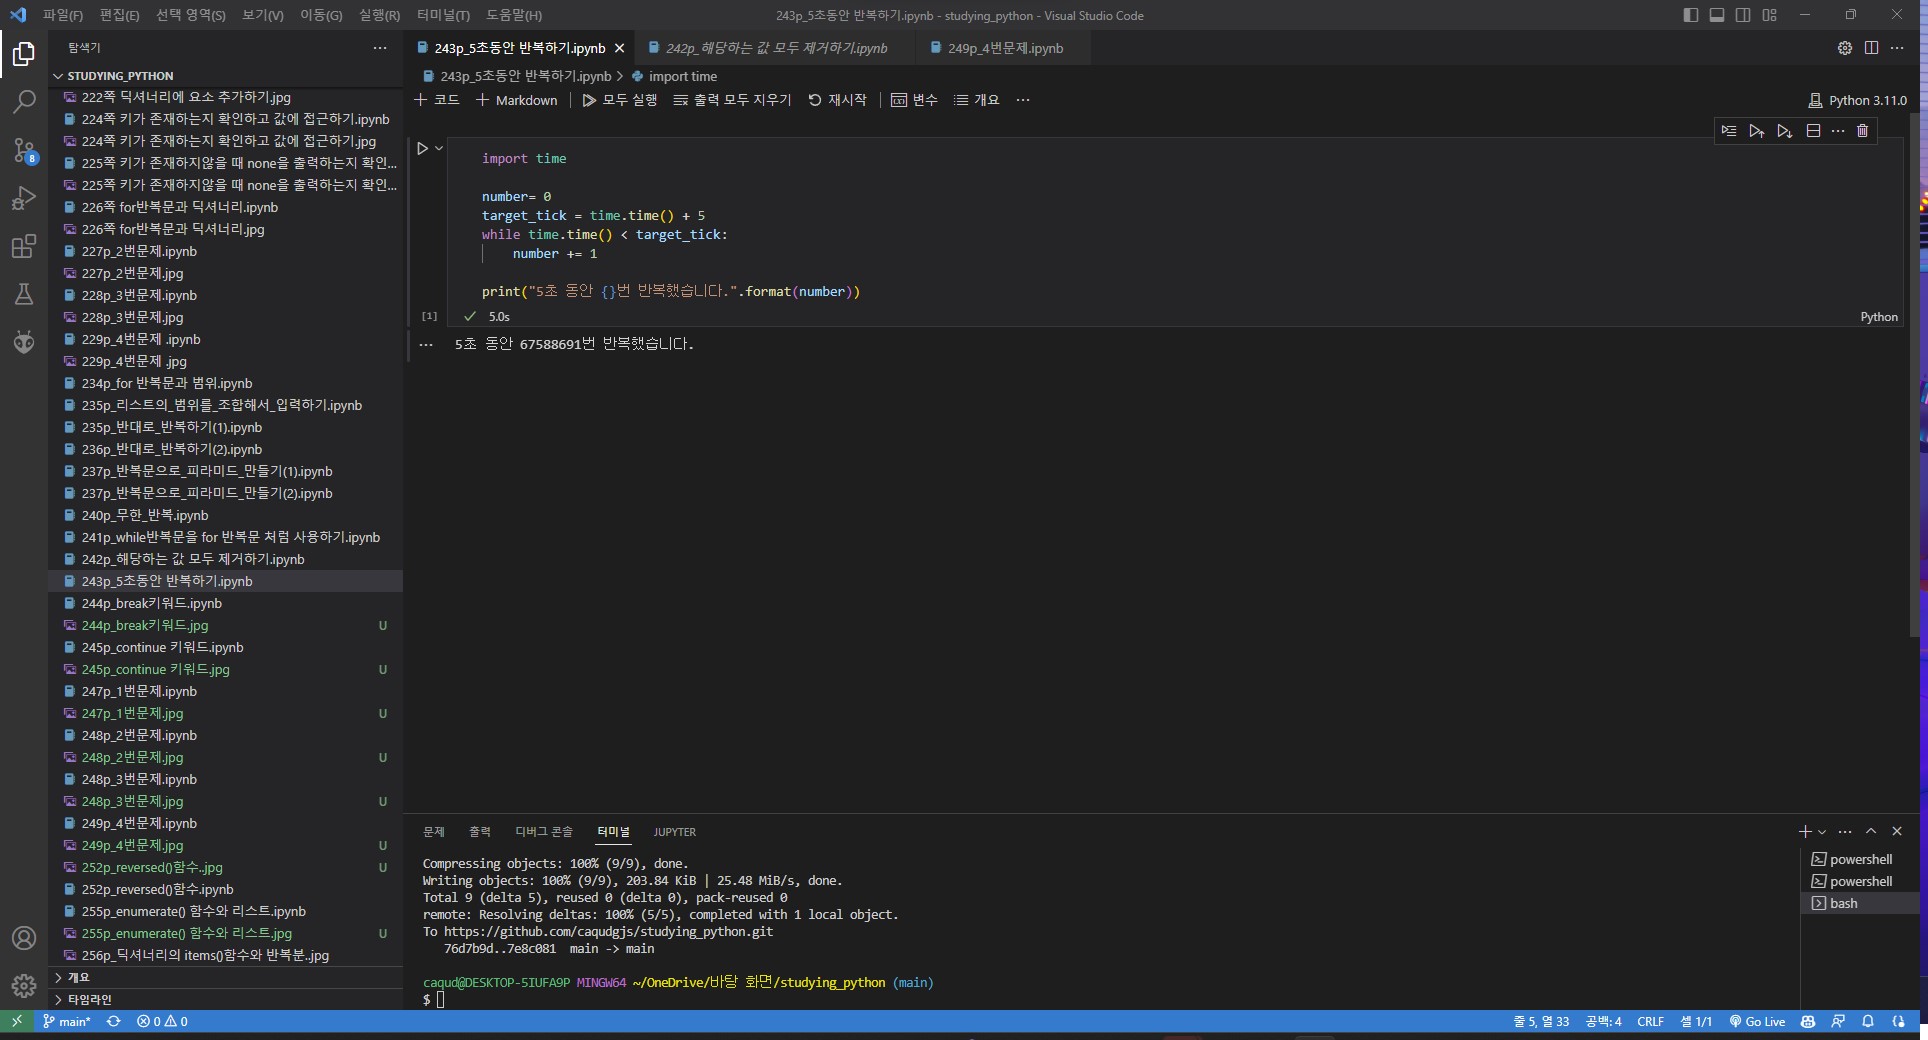 파일(F) 편집(E) 선택 영역(S) 보기(V) 이동(G) 실행(R) 터미널(T) 도움말(H)
243p_5초동안 반복하기.ipynb - studying_python - Visual Studio Code
탐색기
STUDYING_PYTHON
222쪽 딕셔너리에 요소 추가하기.jpg
224쪽 키가 존재하는지 확인하고 값에 접근하기.ipynb
224쪽 키가 존재하는지 확인하고 값에 접근하기.jpg
225쪽 키가 존재하지않을 때 none을 출력하는지 확인...
225쪽 키가 존재하지않을 때 none을 출력하는지 확인...
226쪽 for반복문과 딕셔너리.ipynb
226쪽 for반복문과 딕셔너리.jpg
227p_2번문제.ipynb
227p_2번문제.jpg
228p_3번문제.ipynb
228p_3번문제.jpg
229p_4번문제 .ipynb
229p_4번문제 .jpg
234p_for 반복문과 범위.ipynb
235p_리스트의_범위를_조합해서_입력하기.ipynb
235p_반대로_반복하기(1).ipynb
236p_반대로_반복하기(2).ipynb
237p_반복문으로_피라미드_만들기(1).ipynb
237p_반복문으로_피라미드_만들기(2).ipynb
240p_무한_반복.ipynb
241p_while반복문을 for 반복문 처럼 사용하기.ipynb
242p_해당하는 값 모두 제거하기.ipynb
243p_5초동안 반복하기.ipynb
244p_break키워드.ipynb
244p_break키워드.jpg U
245p_continue 키워드.ipynb
245p_continue 키워드.jpg U
247p_1번문제.ipynb
247p_1번문제.jpg U
248p_2번문제.ipynb
248p_2번문제.jpg U
248p_3번문제.ipynb
248p_3번문제.jpg U
249p_4번문제.ipynb
249p_4번문제.jpg U
252p_reversed()함수..jpg U
252p_reversed()함수.ipynb
255p_enumerate() 함수와 리스트.ipynb
255p_enumerate() 함수와 리스트.jpg U
256p_딕셔너리의 items()함수와 반복분..jpg
개요
타임라인
8
243p_5초동안 반복하기.ipynb 242p_해당하는 값 모두 제거하기.ipynb 249p_4번문제.ipynb
243p_5초동안 반복하기.ipynb > import time
코드 Markdown 모두 실행 출력 모두 지우기 재시작 변수 개요 ... Python 3.11.0
import time
number= 0
target_tick = time.time() + 5
while time.time() < target_tick:
number += 1
print("5초 동안 {}번 반복했습니다.".format(number))
[1] 5.0s Python
5초 동안 67588691번 반복했습니다.
문제 출력 디버그 콘솔 터미널 JUPYTER
Compressing objects: 100% (9/9), done.
Writing objects: 100% (9/9), 203.84 KiB | 25.48 MiB/s, done.
Total 9 (delta 5), reused 0 (delta 0), pack-reused 0
remote: Resolving deltas: 100% (5/5), completed with 1 local object.
To https://github.com/caqudgjs/studying_python.git
76d7b9d..7e8c081 main -> main
caqud@DESKTOP-5IUFA9P MINGW64 ~/OneDrive/바탕 화면/studying_python (main)
$
powershell
powershell
bash
main* 0 0 줄 5, 열 33 공백: 4 CRLF 셀 1/1 Go Live